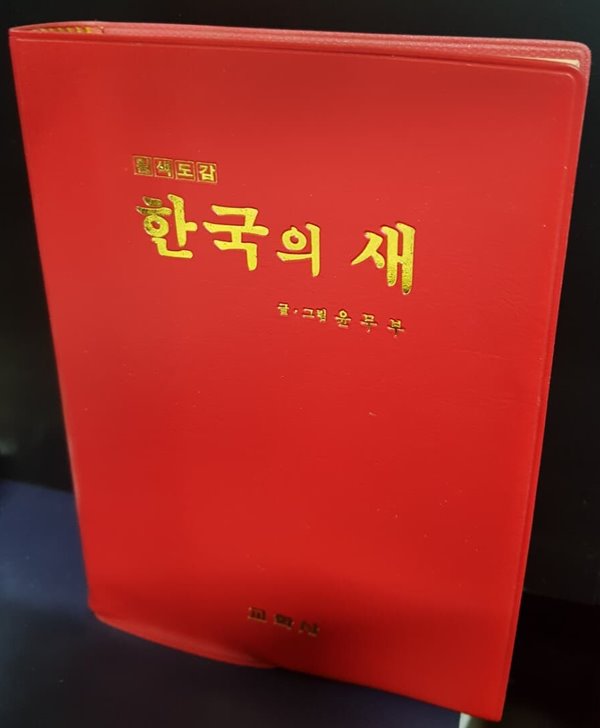 원색도감
한국의 새
글·그림 윤무부
교학사